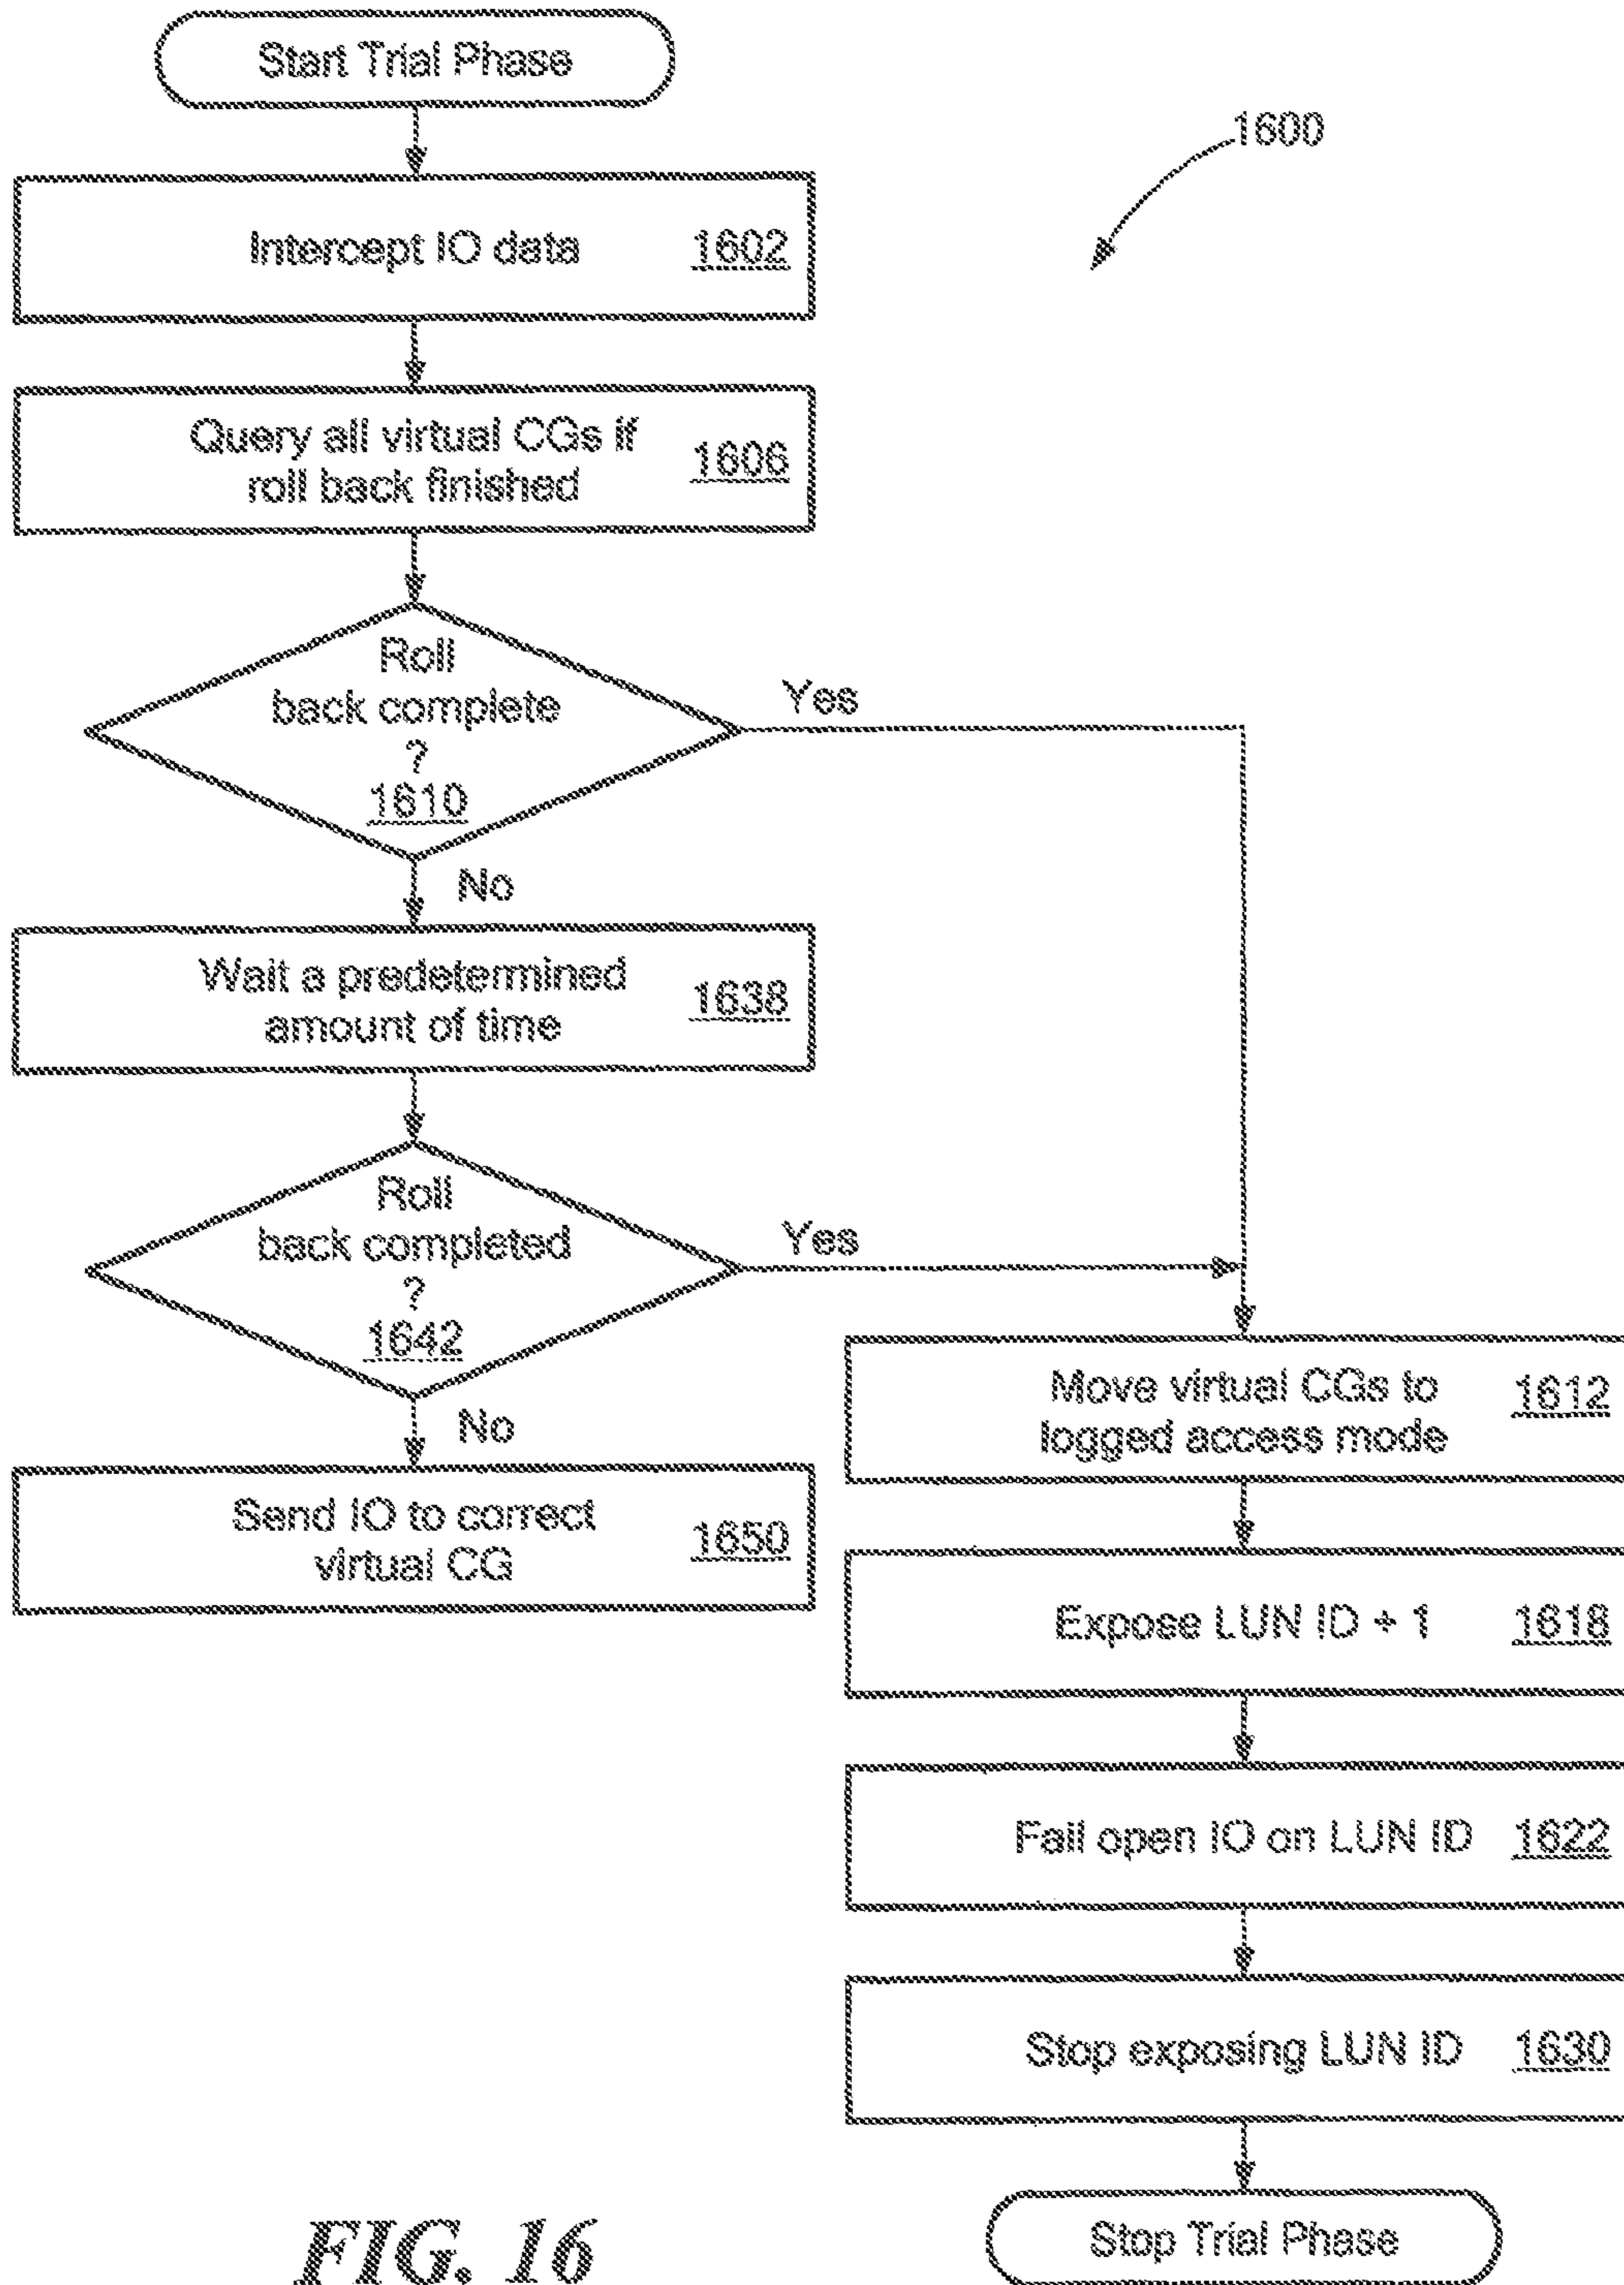 Start Trial Phase
1600
Intercept IO data 1602
Query all virtual CGs if 1606
roll back finished
Roll
back complete
?
1610
Yes
No
Wait a predetermined 1638
amount of time
Roll
back completed
?
1642
Yes
No
Send IO to correct 1650
virtual CG
Move virtual CGs to 1612
logged access mode
Expose LUN ID + 1 1618
Fail open IO on LUN ID 1622
Stop exposing LUN ID 1630
Stop Trial Phase
FIG. 16